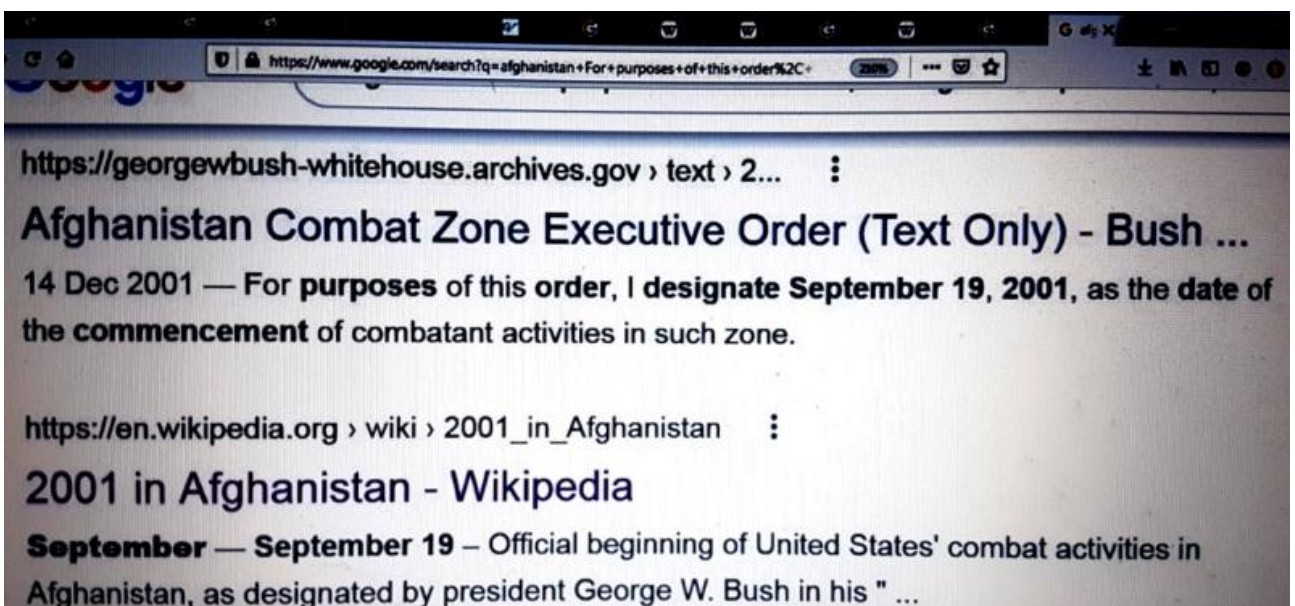 G afg
https://www.google.com/search?q=afghanistan+For+purposes+of+this+order%2C+
210%
https://georgewbush-whitehouse.archives.gov › text › 2...
Afghanistan Combat Zone Executive Order (Text Only) - Bush ...
14 Dec 2001 — For purposes of this order, I designate September 19, 2001, as the date of
the commencement of combatant activities in such zone.
https://en.wikipedia.org › wiki › 2001_in_Afghanistan
2001 in Afghanistan - Wikipedia
September — September 19 – Official beginning of United States' combat activities in
Afghanistan, as designated by president George W. Bush in his " ...